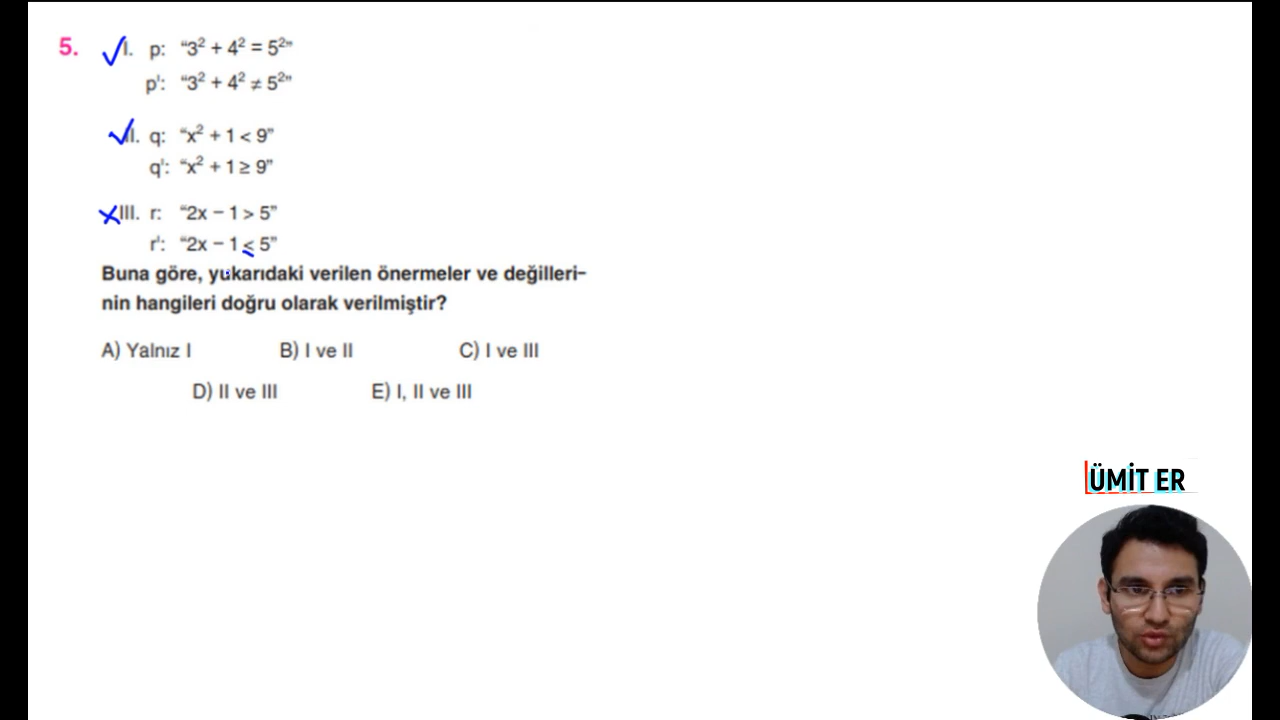 5. I. p: “3² + 4² = 5²”
p': “3² + 4² ≠ 5²”
II. q: “x² + 1 < 9”
q': “x² + 1 ≥ 9”
III. r: “2x – 1 > 5”
r': “2x – 1 < 5”
Buna göre, yukarıdaki verilen önermeler ve değilleri-
nin hangileri doğru olarak verilmiştir?
A) Yalnız I B) I ve II C) I ve III
D) II ve III E) I, II ve III
ÜMİT ER